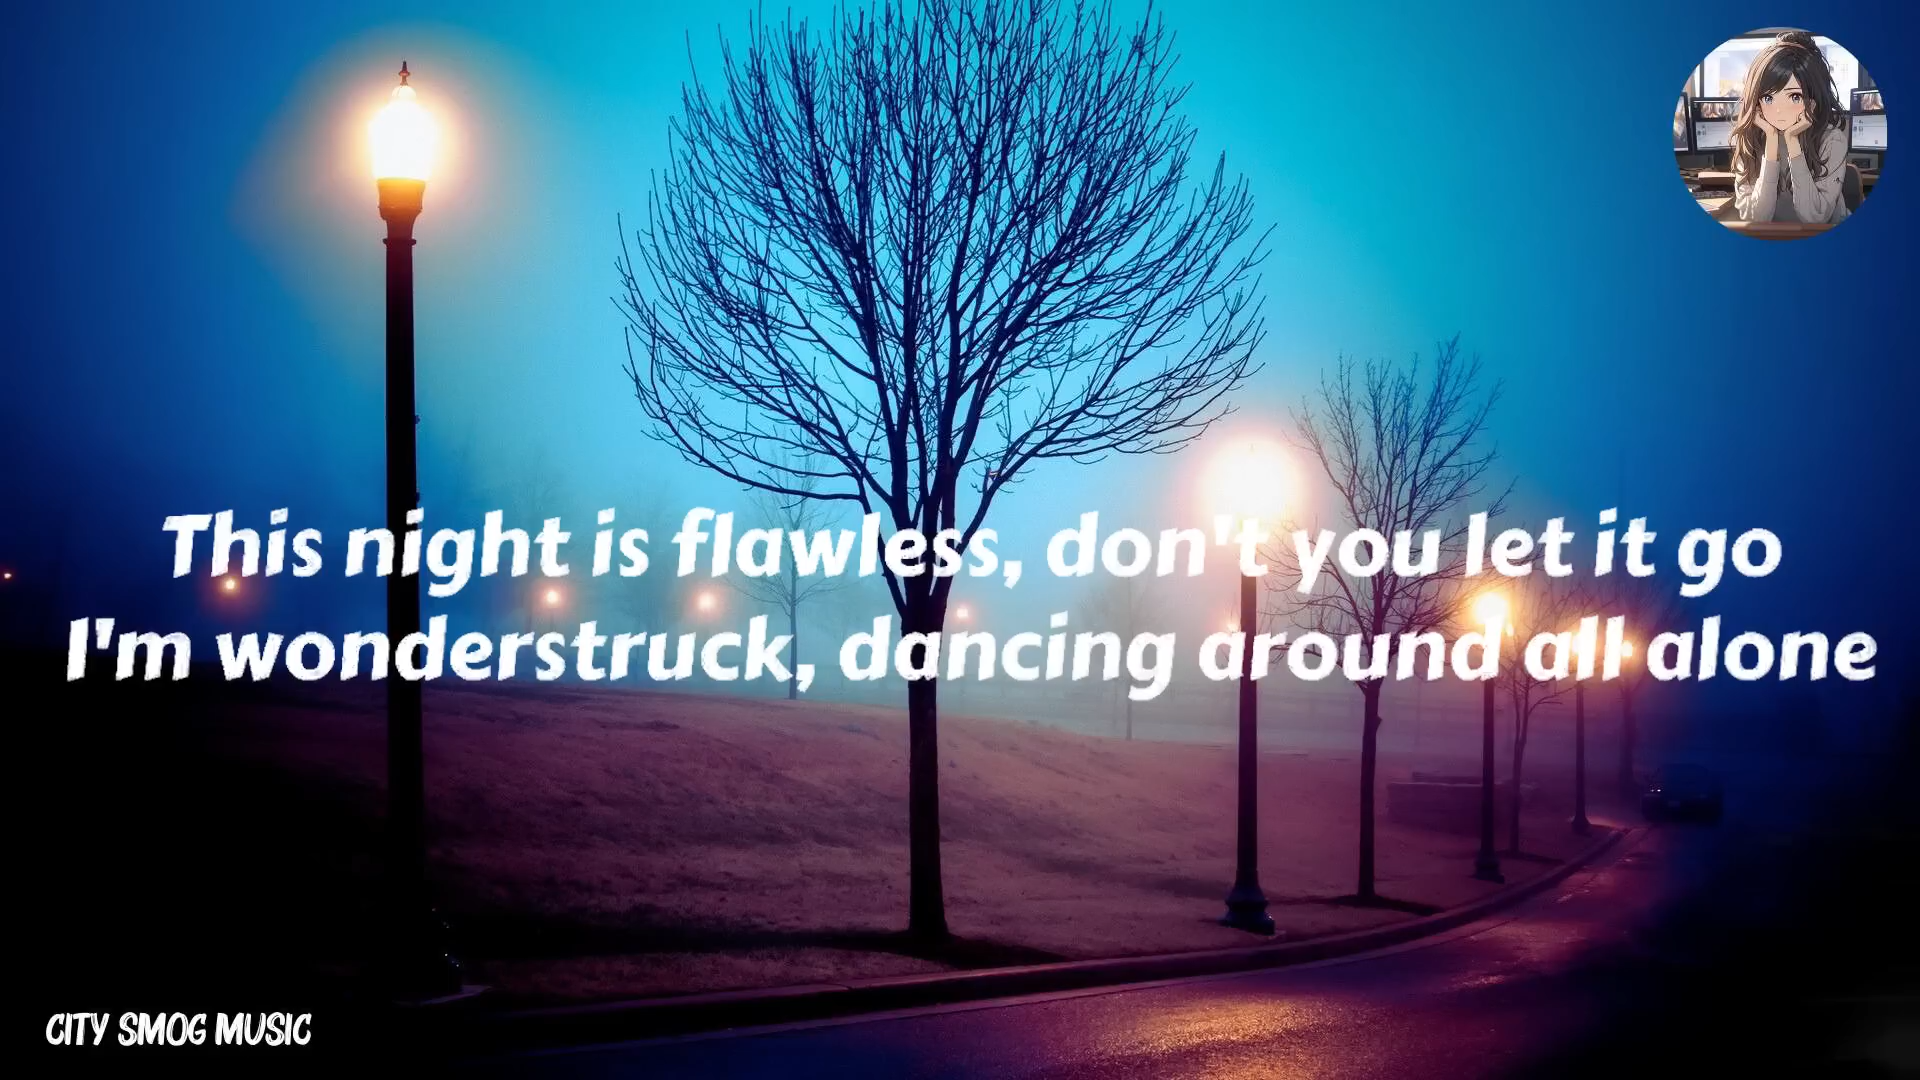 This night is flawless, don't you let it go
I'm wonderstruck, dancing around all alone
CITY SMOG MUSIC